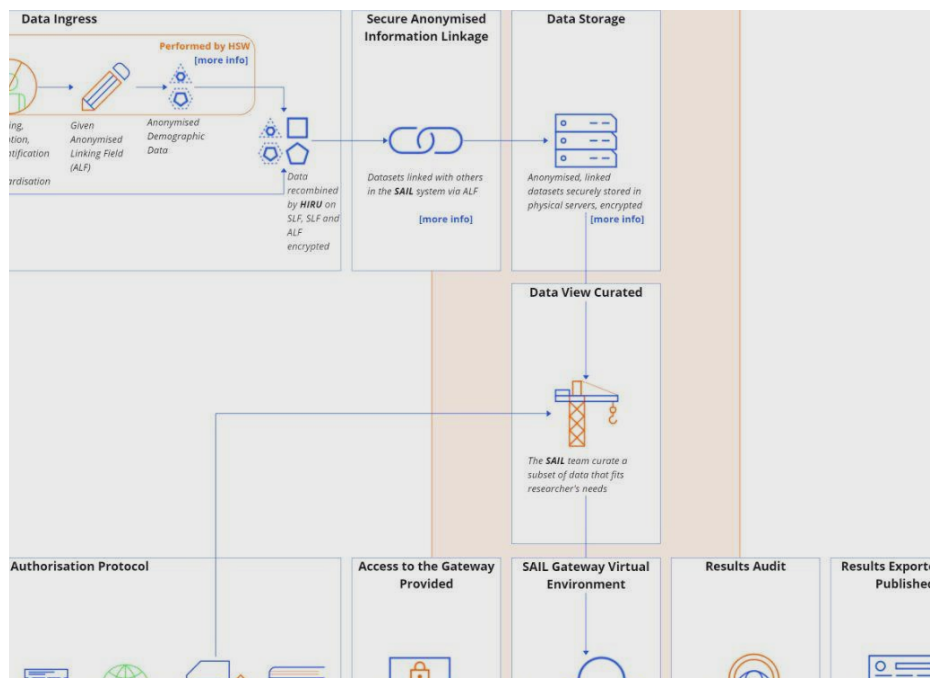 Data Ingress
Performed by HSW
[more info]
Given
Anonymised
Linking Field
(ALF)
Anonymised
Demographic
Data
Data
recombined
by HIRU on
SLF, SLF and
ALF
encrypted
Secure Anonymised
Information Linkage
Datasets linked with others
in the SAIL system via ALF
[more info]
Data Storage
Anonymised, linked
datasets securely stored in
physical servers, encrypted
[more info]
Data View Curated
The SAIL team curate a
subset of data that fits
researcher's needs
Authorisation Protocol
Access to the Gateway
Provided
SAIL Gateway Virtual
Environment
Results Audit
Results